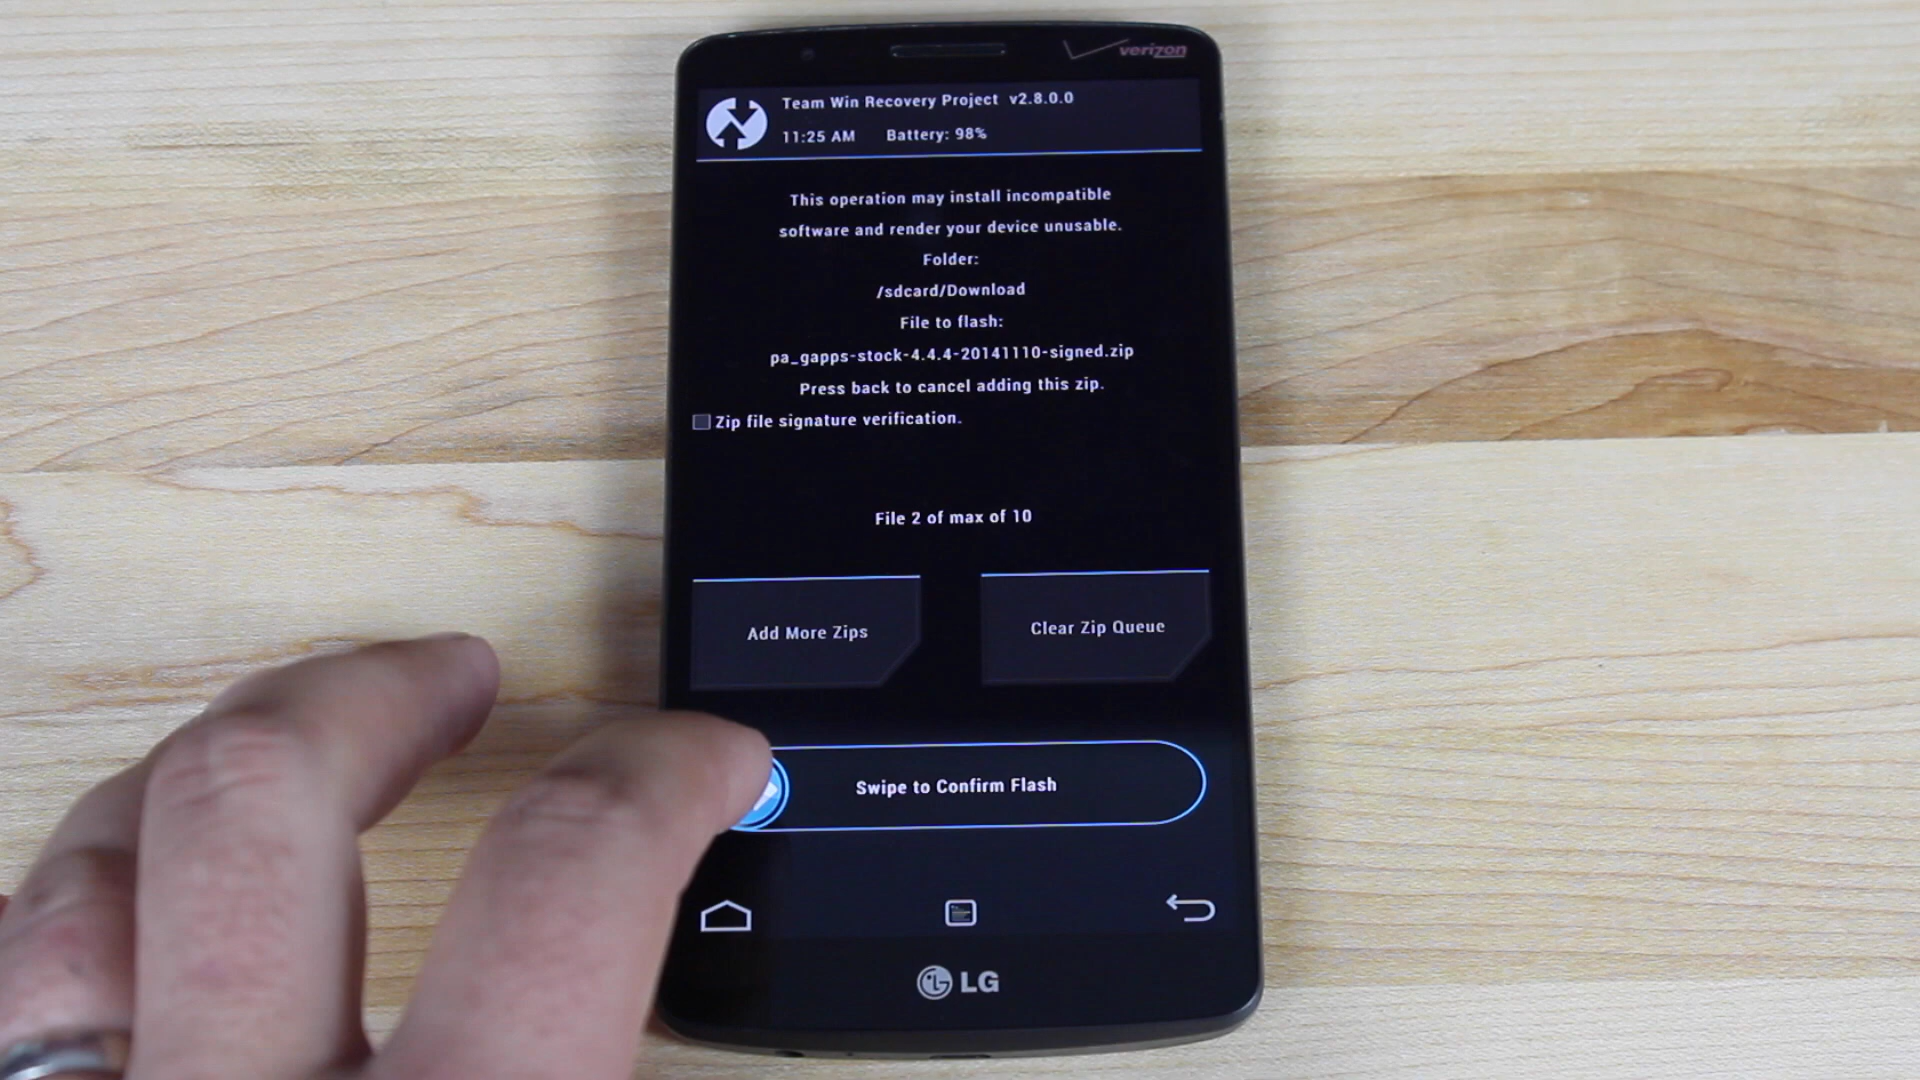 verizon
Team Win Recovery Project v2.8.0.0
11:25 AM Battery: 98%
This operation may install incompatible
software and render your device unusable.
Folder:
/sdcard/Download
File to flash:
pa_gapps-stock-4.4.4-20141110-signed.zip
Press back to cancel adding this zip.
Zip file signature verification.
File 2 of max of 10
Add More Zips
Clear Zip Queue
Swipe to Confirm Flash
LG